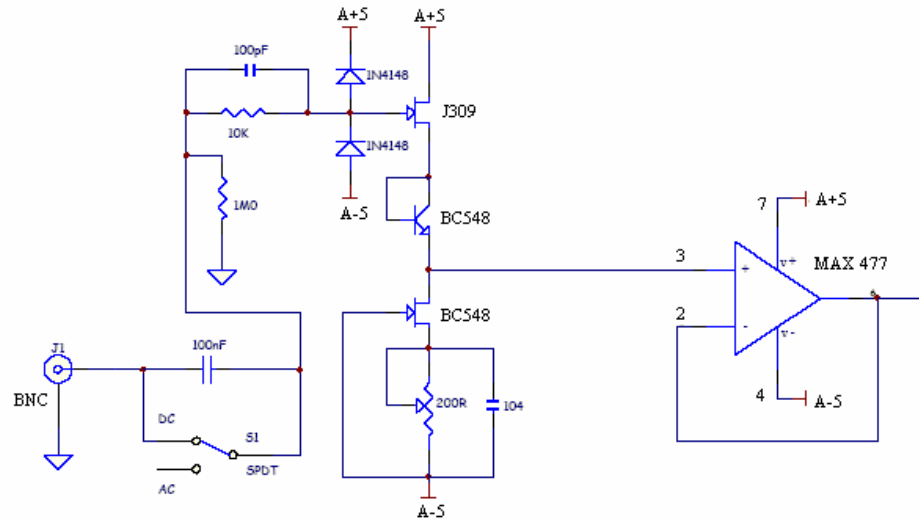 A+5
A+5
100pF
1N4148
J309
10K
1N4148
1M0
A-5
BC548
7
A+5
3
MAX 477
+
v+
6
BC548
2
-
v-
J1
100nF
4
A-5
BNC
200R
104
DC
S1
SPDT
AC
A-5